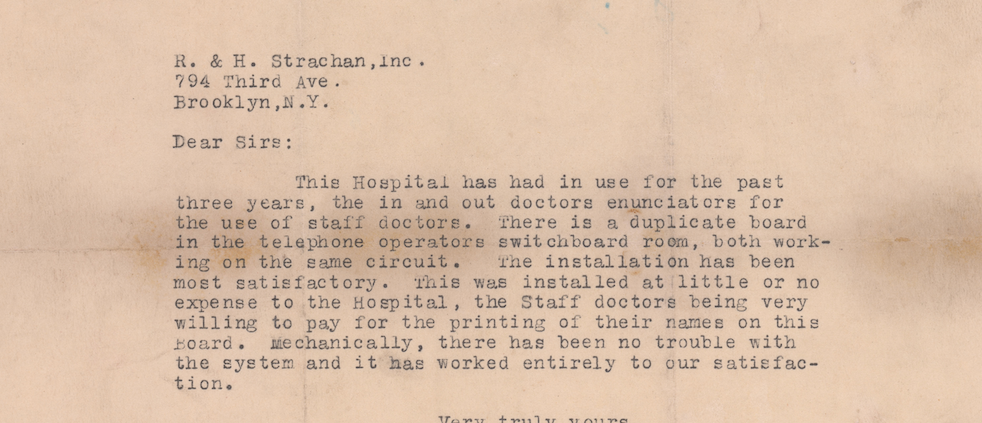 R. & H. Strachan,Inc.
794 Third Ave.
Brooklyn,N.Y.
Dear Sirs:
This Hospital has had in use for the past
three years, the in and out doctors enunciators for
the use of staff doctors. There is a duplicate board
in the telephone operators switchboard room, both work-
ing on the same circuit. The installation has been
most satisfactory. This was installed at little or no
expense to the Hospital, the Staff doctors being very
willing to pay for the printing of their names on this
Board. Mechanically, there has been no trouble with
the system and it has worked entirely to our satisfac-
tion.
Very truly yours